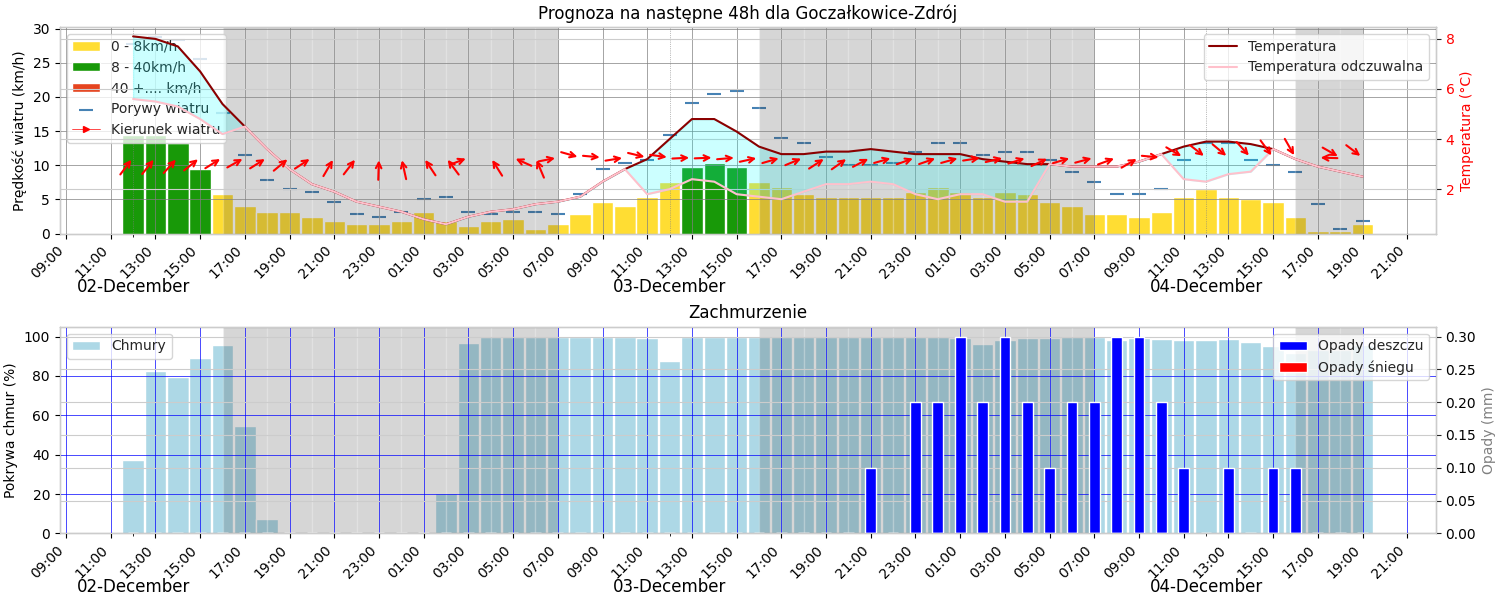 Prognoza na następne 48h dla Goczałkowice-Zdrój
Prędkość wiatru (km/h)
30
25
20
15
10
5
0
0 - 8km/h
8 - 40km/h
40 +.... km/h
Porywy wiatru
Kierunek wiatru
Temperatura
Temperatura odczuwalna
8
6
4
2
Temperatura (°C)
09:00 11:00 13:00 15:00 17:00 19:00 21:00 23:00 01:00 03:00 05:00 07:00 09:00 11:00 13:00 15:00 17:00 19:00 21:00 23:00 01:00 03:00 05:00 07:00 09:00 11:00 13:00 15:00 17:00 19:00 21:00
02-December 03-December 04-December
Zachmurzenie
Pokrywa chmur (%)
100
80
60
40
20
0
Chmury
Opady deszczu
Opady śniegu
0.30
0.25
0.20
0.15
0.10
0.05
0.00
Opady (mm)
09:00 11:00 13:00 15:00 17:00 19:00 21:00 23:00 01:00 03:00 05:00 07:00 09:00 11:00 13:00 15:00 17:00 19:00 21:00 23:00 01:00 03:00 05:00 07:00 09:00 11:00 13:00 15:00 17:00 19:00 21:00
02-December 03-December 04-December